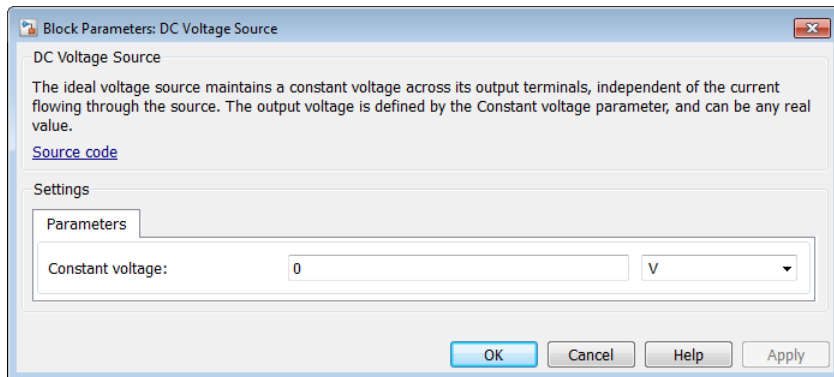 Block Parameters: DC Voltage Source
DC Voltage Source
The ideal voltage source maintains a constant voltage across its output terminals, independent of the current
flowing through the source. The output voltage is defined by the Constant voltage parameter, and can be any real
value.
Source code
Settings
Parameters
Constant voltage: 0 V
OK Cancel Help Apply